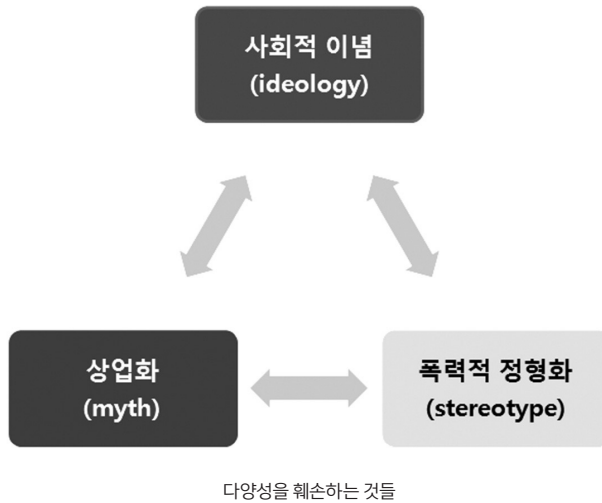 사회적 이념
(ideology)
상업화
(myth)
폭력적 정형화
(stereotype)
다양성을 훼손하는 것들